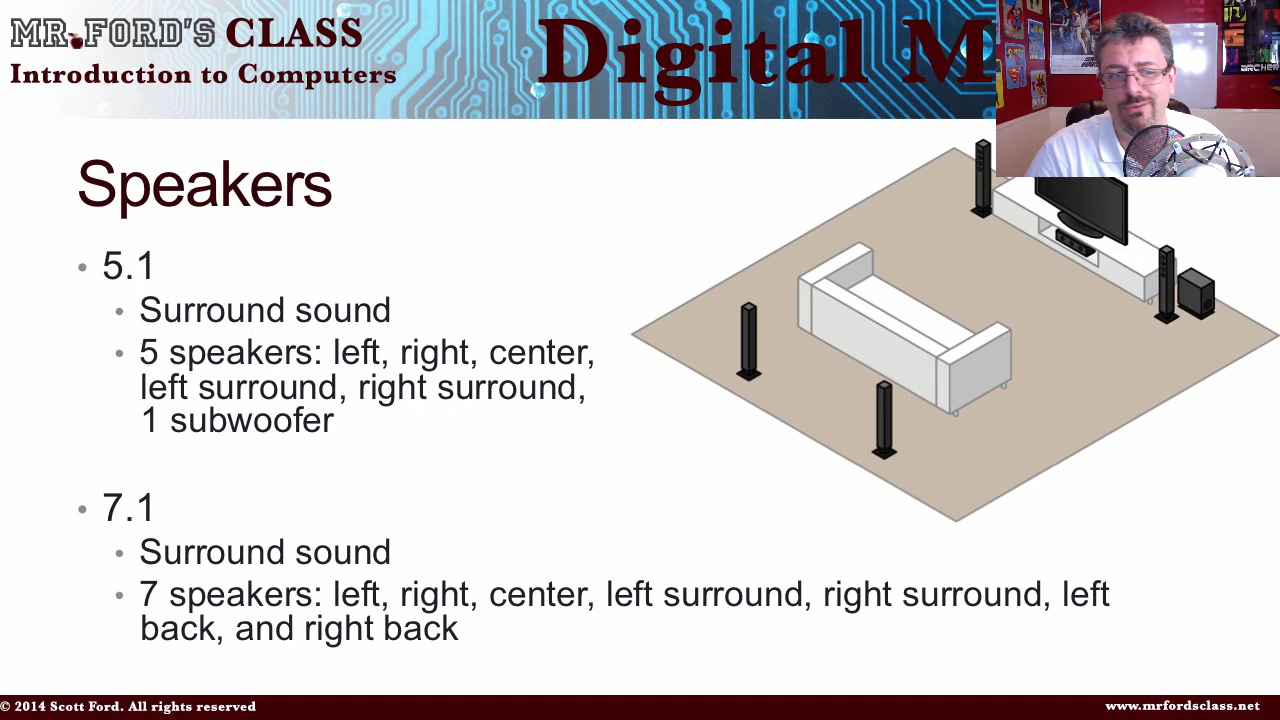 MR. FORD'S CLASS
Introduction to Computers
Digital M
ARCHER
Speakers
• 5.1
• Surround sound
• 5 speakers: left, right, center,
left surround, right surround,
1 subwoofer
• 7.1
• Surround sound
• 7 speakers: left, right, center, left surround, right surround, left
back, and right back
© 2014 Scott Ford. All rights reserved
www.mrfordsclass.net